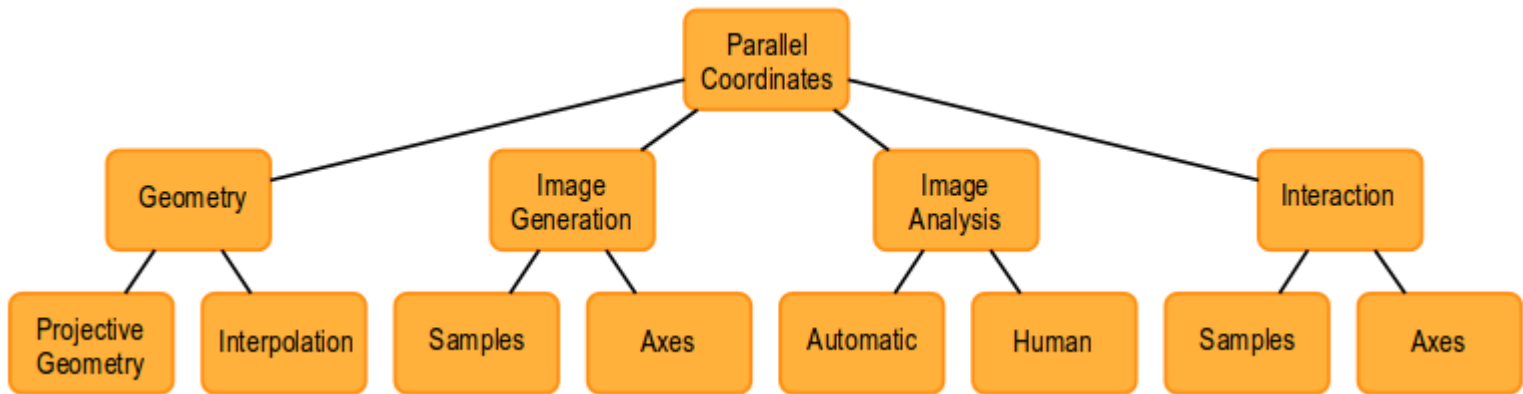 Parallel
Coordinates
Geometry
Image
Generation
Image
Analysis
Interaction
Projective
Geometry
Interpolation
Samples
Axes
Automatic
Human
Samples
Axes